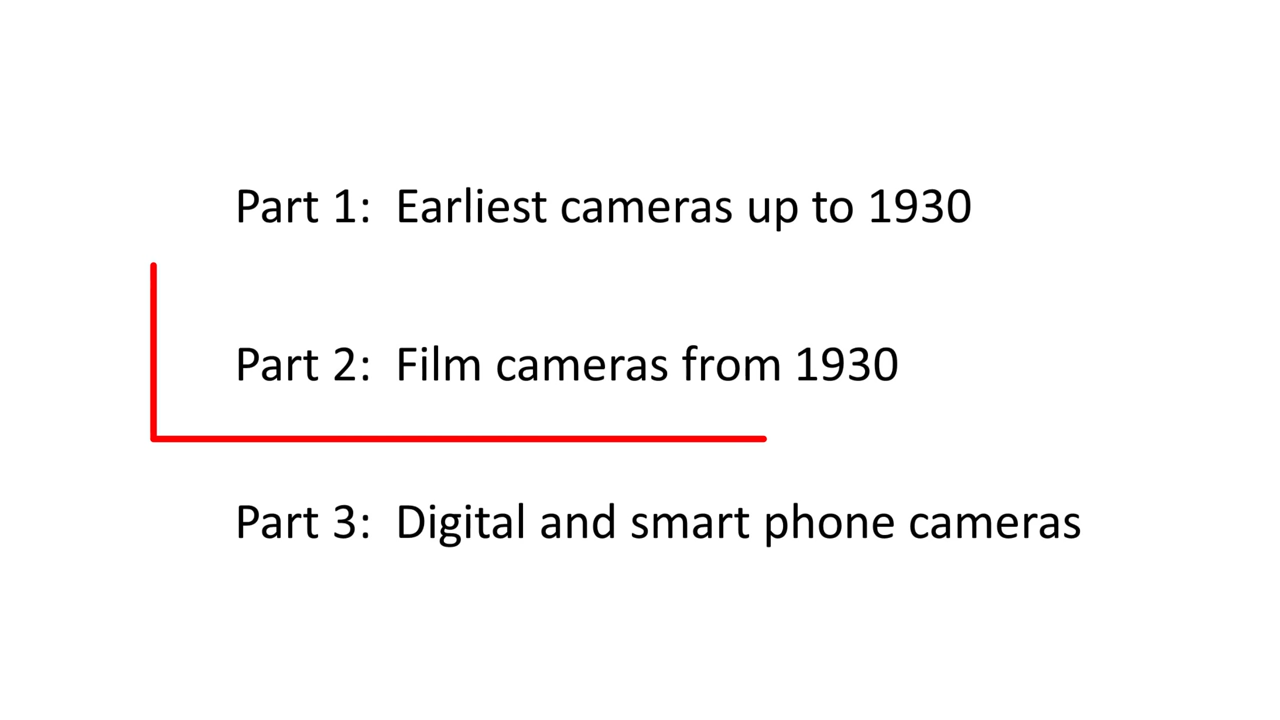 Part 1:  Earliest cameras up to 1930
Part 2:  Film cameras from 1930
Part 3:  Digital and smart phone cameras